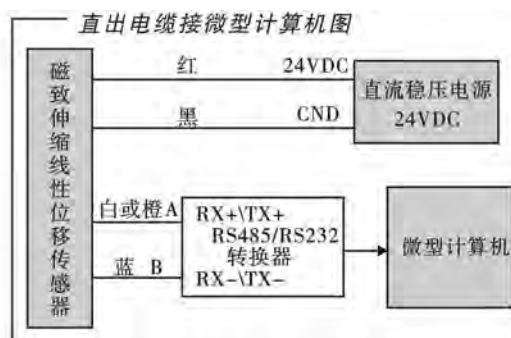 直出电缆接微型计算机图
磁致伸缩线性位移传感器
红 24VDC
黑 CND
直流稳压电源
24VDC
白或橙A
蓝 B
RX+\TX+
RS485/RS232
转换器
RX-\TX-
微型计算机